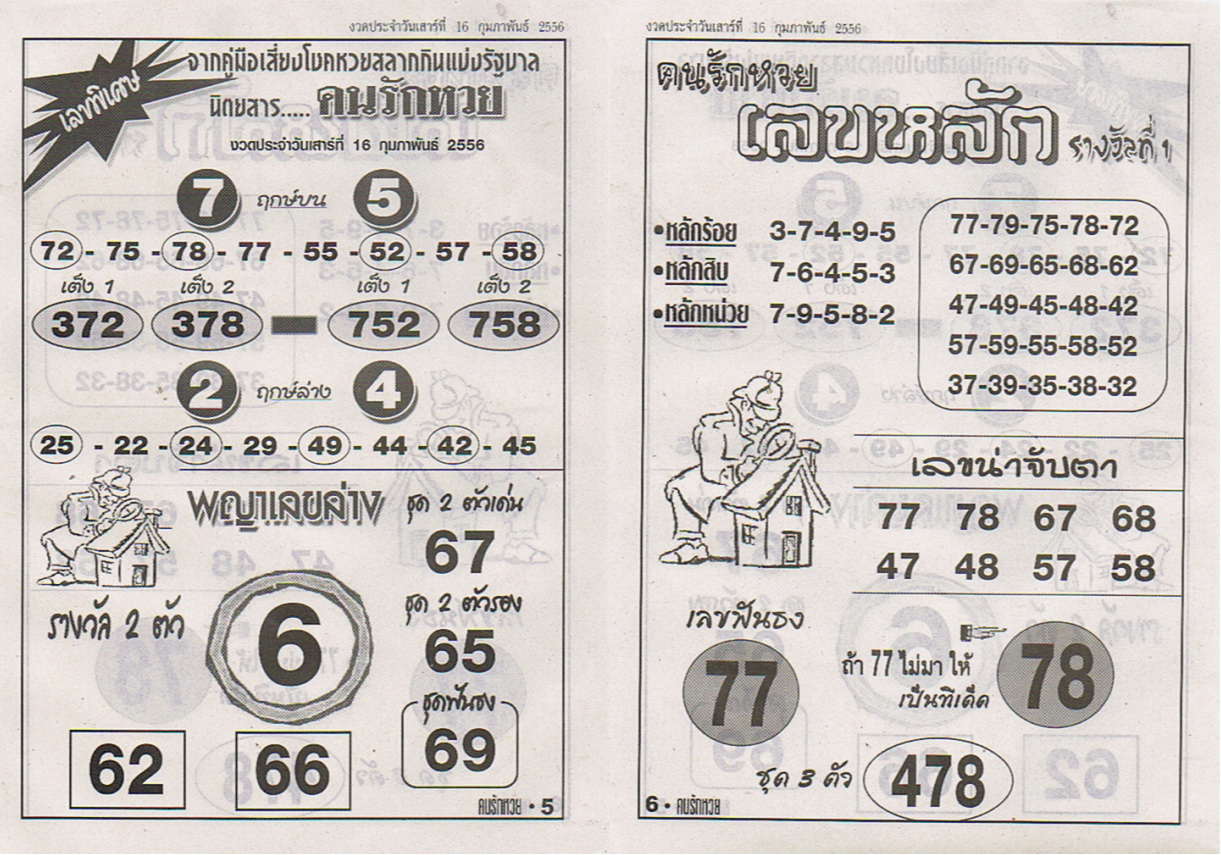 งวดประจำวันเสาร์ที่ 16 กุมภาพันธ์ 2556
เลขพิเศษ
จากคู่มือเสี่ยงโชคหวยสลากกินแบ่งรัฐบาล
นิตยสาร..... คนรักหวย
งวดประจำวันเสาร์ที่ 16 กุมภาพันธ์ 2556
7 ฤกษ์บน 5
72 - 75 - 78 - 77 - 55 - 52 - 57 - 58
เต็ง 1 เต็ง 2 เต็ง 1 เต็ง 2
372 378 - 752 758
2 ฤกษ์ล่าง 4
25 - 22 - 24 - 29 - 49 - 44 - 42 - 45
พญาเลขล่าง
ชุด 2 ตัวเด่น
67
รางวัล 2 ตัว
6
ชุด 2 ตัวรอง
65
ชุดฟันธง
69
62 66
คนรักหวย • 5
งวดประจำวันเสาร์ที่ 16 กุมภาพันธ์ 2556
คนรักหวย
เลขหลัก รางวัลที่ 1
•หลักร้อย 3-7-4-9-5
•หลักสิบ 7-6-4-5-3
•หลักหน่วย 7-9-5-8-2
77-79-75-78-72
67-69-65-68-62
47-49-45-48-42
57-59-55-58-52
37-39-35-38-32
เลขน่าจับตา
77 78 67 68
47 48 57 58
เลขฟันธง
77
ถ้า 77 ไม่มา ให้
เป็นทีเด็ด
78
ชุด 3 ตัว 478
6 • คนรักหวย